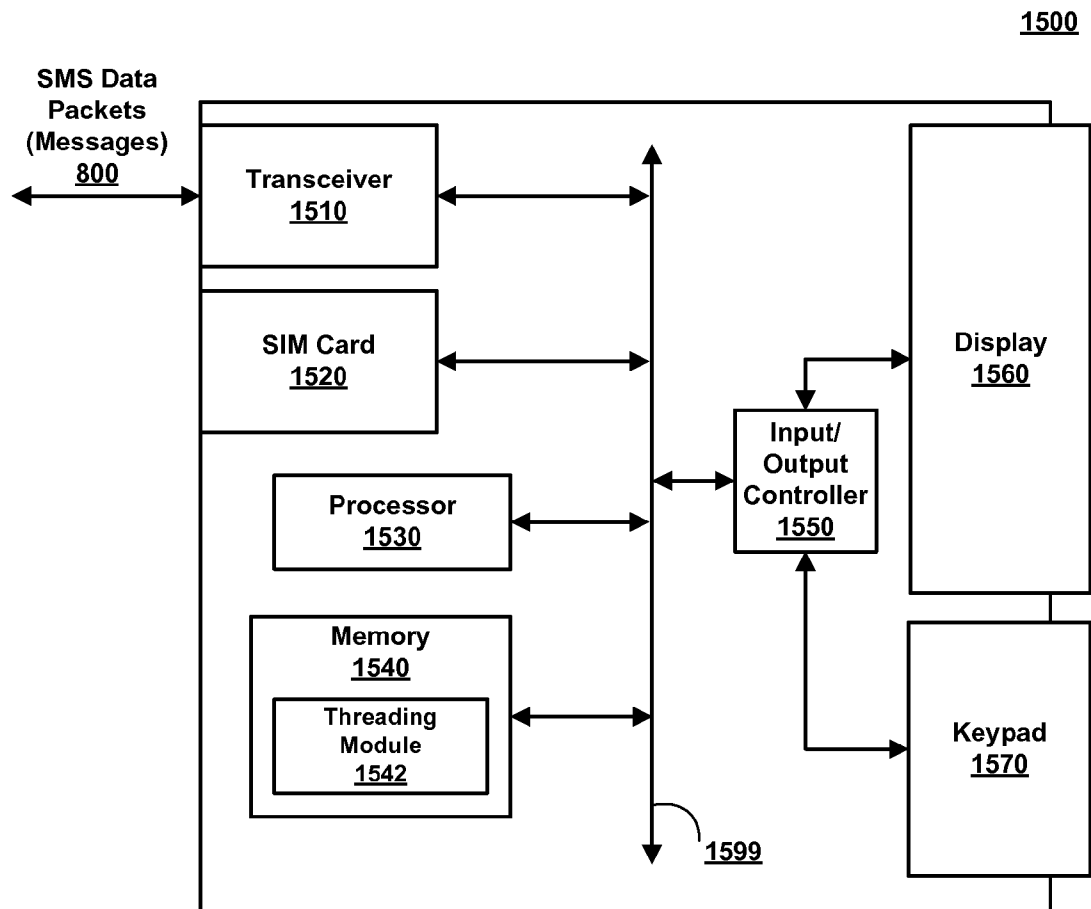 1500
SMS Data
Packets
(Messages)
800
Transceiver
1510
SIM Card
1520
Processor
1530
Memory
1540
Threading
Module
1542
Input/
Output
Controller
1550
Display
1560
Keypad
1570
1599